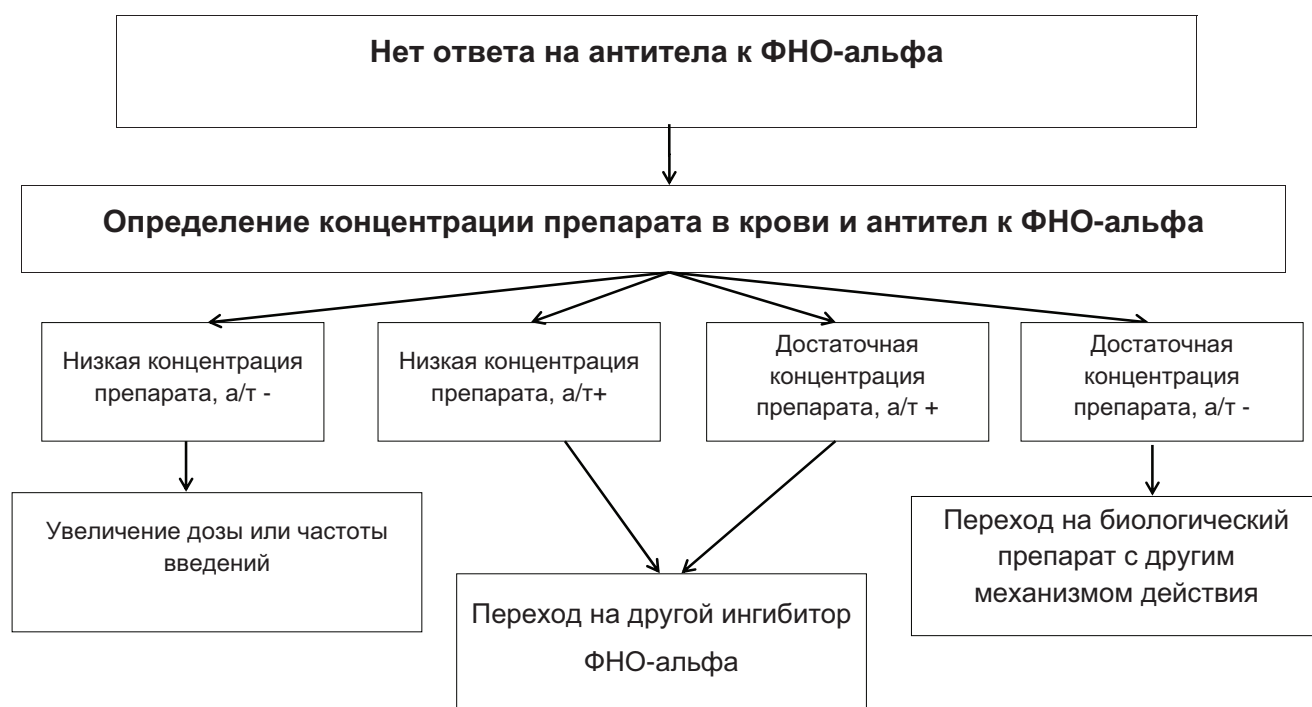 Нет ответа на антитела к ФНО-альфа
Определение концентрации препарата в крови и антител к ФНО-альфа
Низкая концентрация
препарата, а/т -
Низкая концентрация
препарата, а/т+
Достаточная
концентрация
препарата, а/т +
Достаточная
концентрация
препарата, а/т -
Увеличение дозы или частоты
введений
Переход на другой ингибитор
ФНО-альфа
Переход на биологический
препарат с другим
механизмом действия